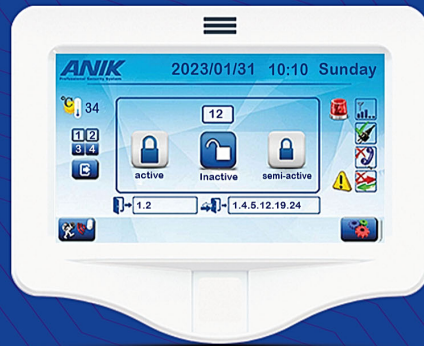 ANIK
Professional Security System
2023/01/31 10:10 Sunday
°C 34
12
1 2
3 4
active
Inactive
semi-active
1.2
1.4.5.12.19.24